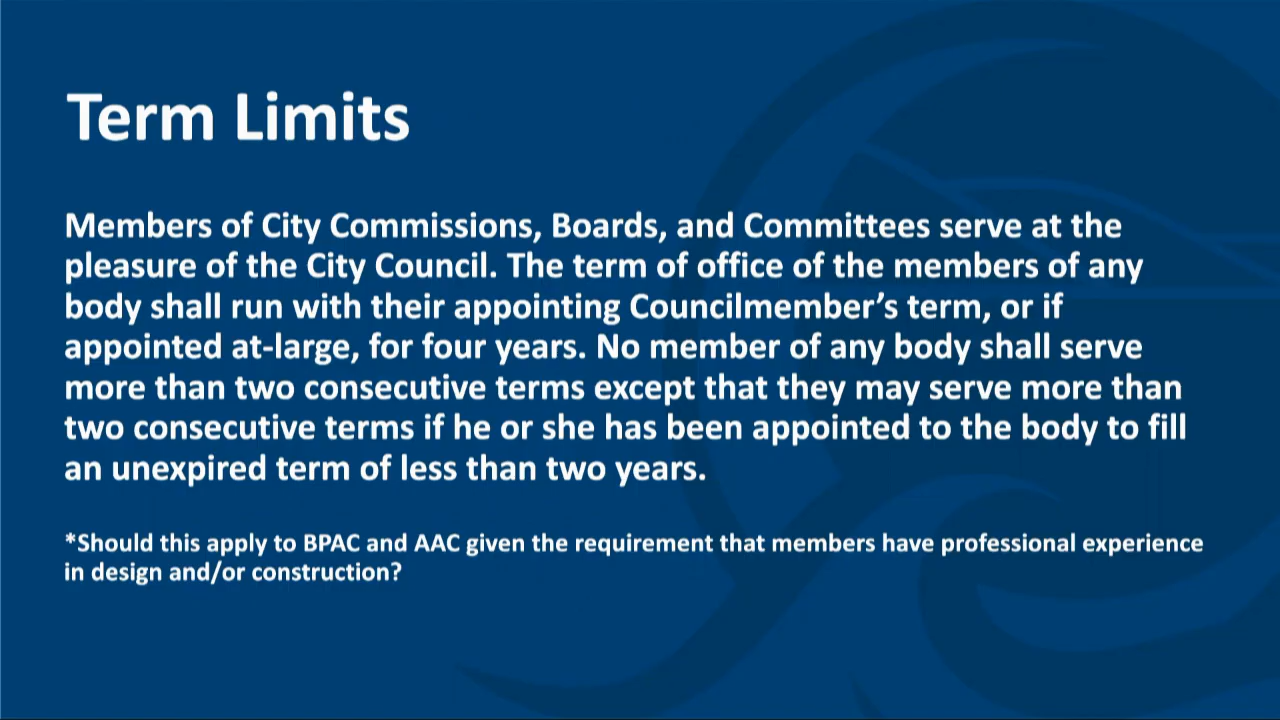 Term Limits
Members of City Commissions, Boards, and Committees serve at the
pleasure of the City Council. The term of office of the members of any
body shall run with their appointing Councilmember’s term, or if
appointed at-large, for four years. No member of any body shall serve
more than two consecutive terms except that they may serve more than
two consecutive terms if he or she has been appointed to the body to fill
an unexpired term of less than two years.
*Should this apply to BPAC and AAC given the requirement that members have professional experience
in design and/or construction?